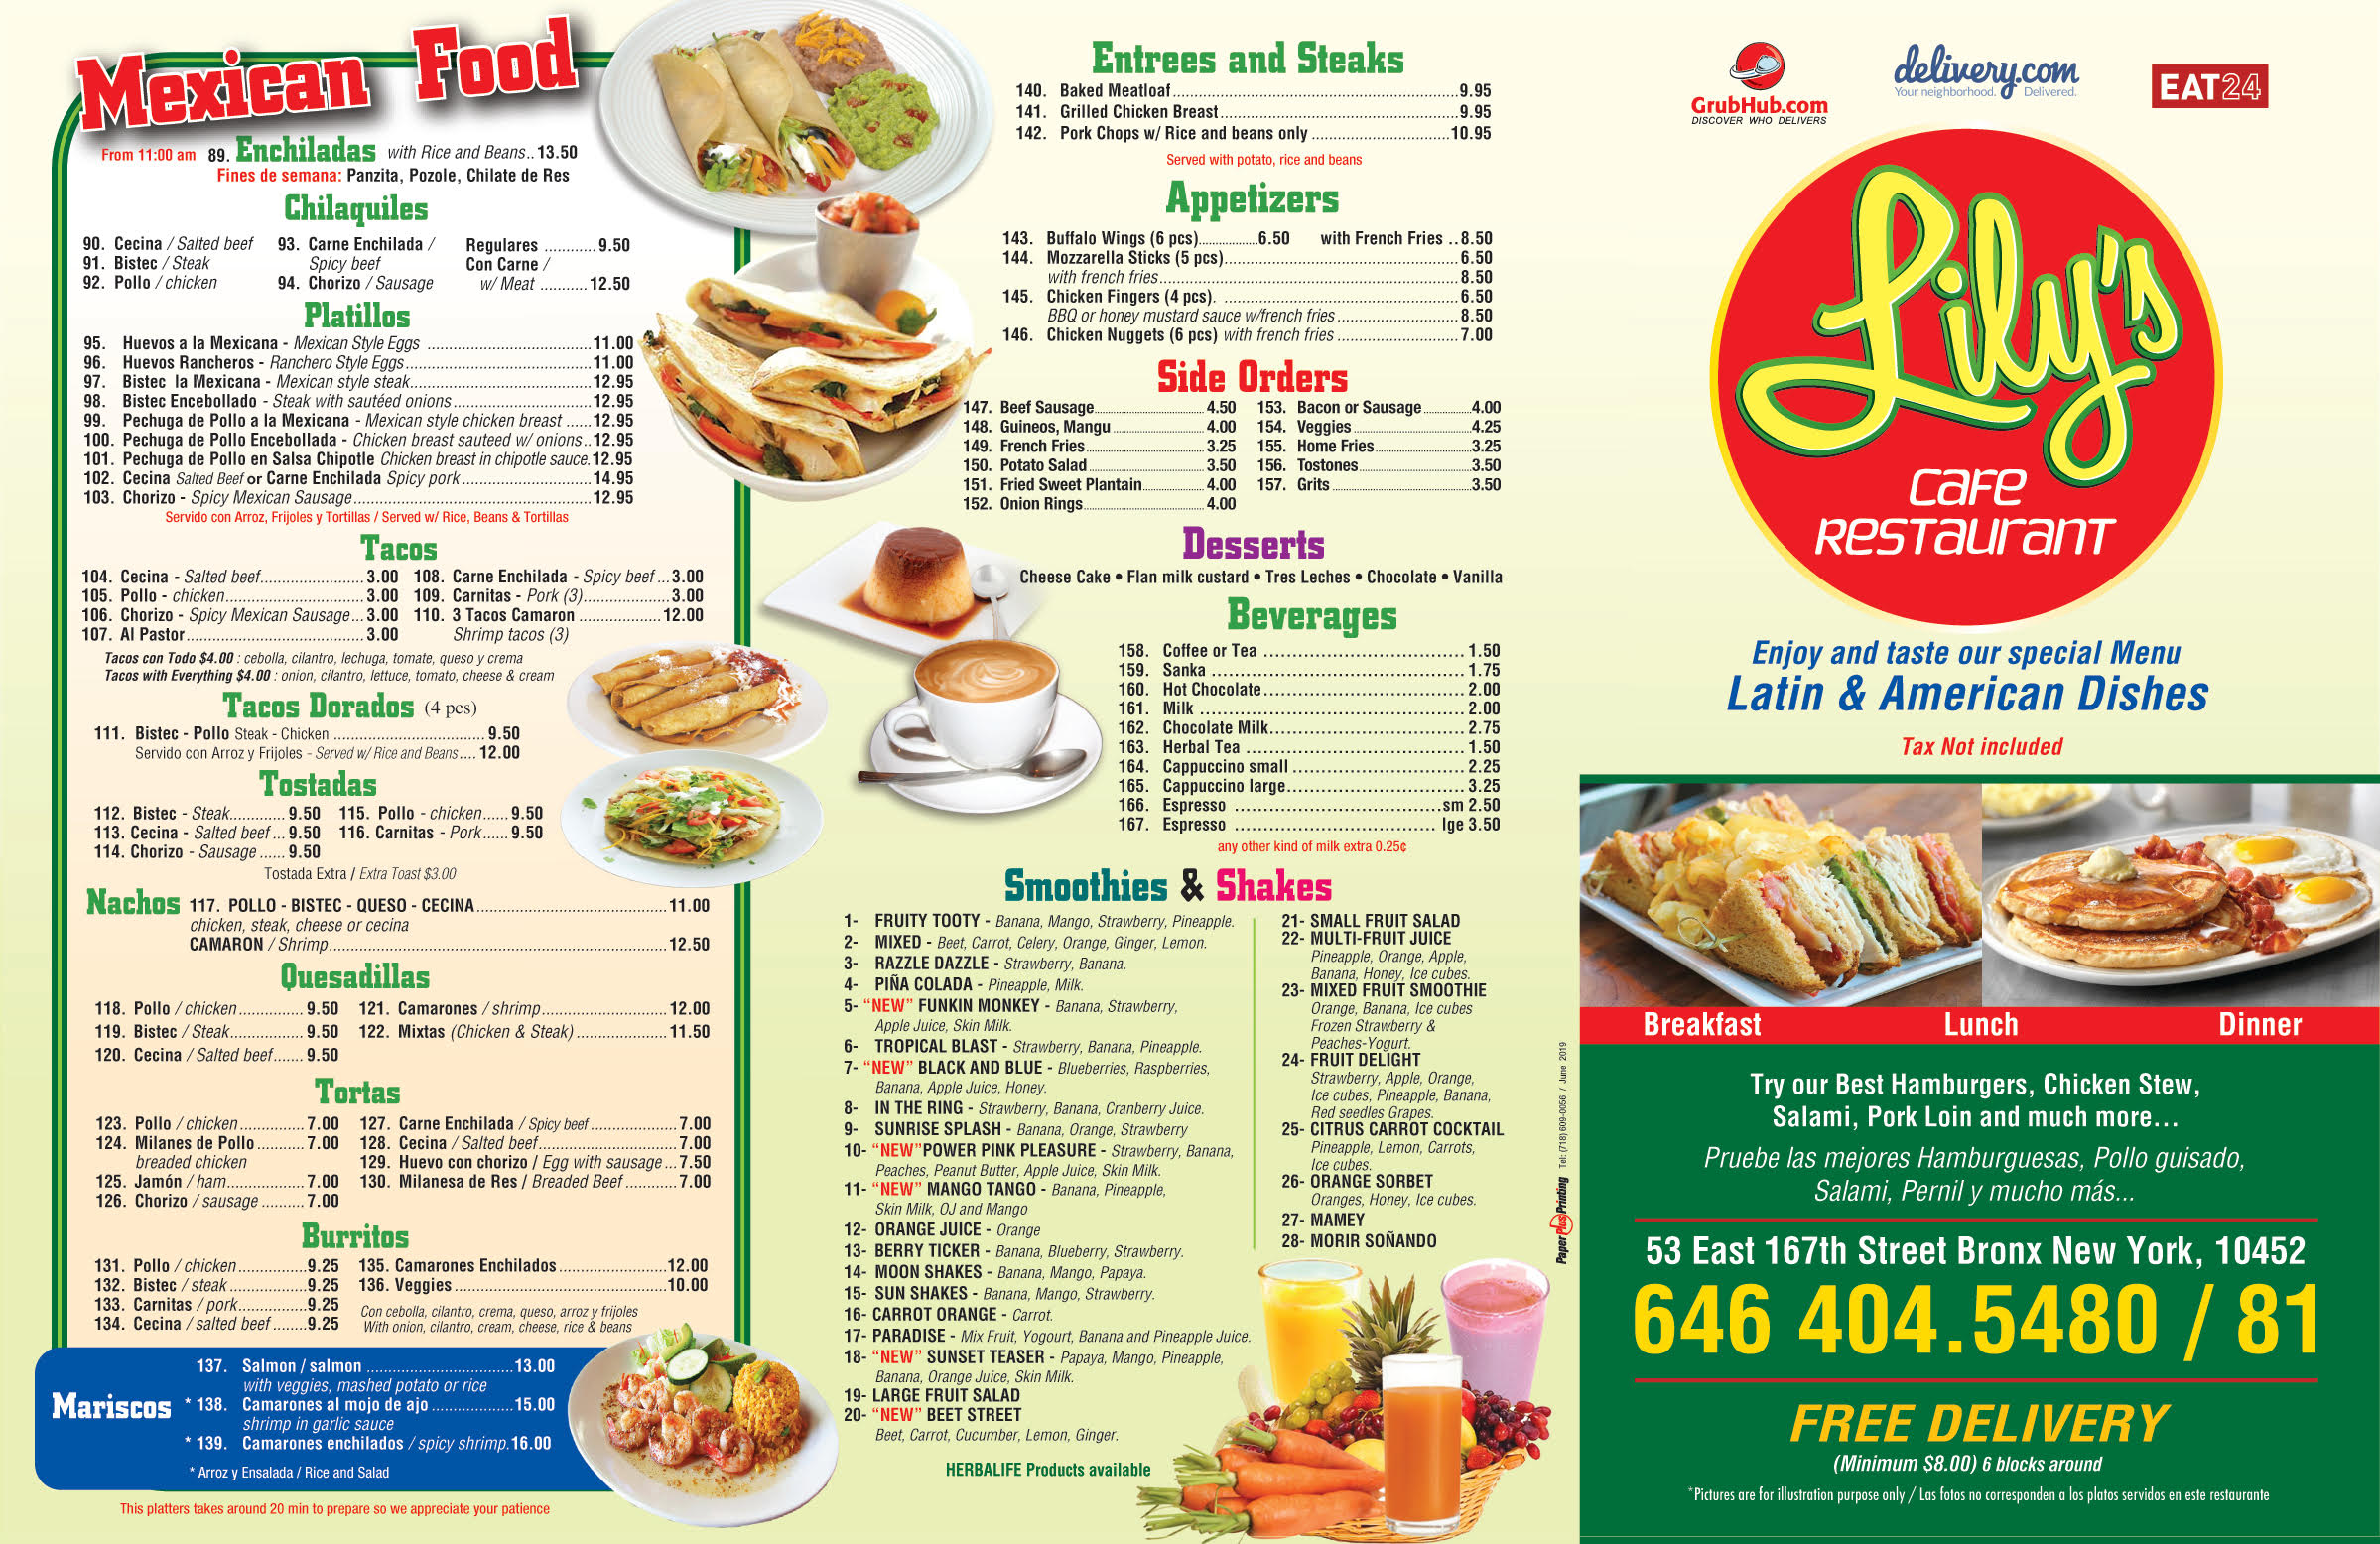 Mexican Food
From 11:00 am 89. Enchiladas with Rice and Beans.. 13.50
Fines de semana: Panzita, Pozole, Chilate de Res
Chilaquiles
90. Cecina / Salted beef
91. Bistec / Steak
92. Pollo / chicken
93. Carne Enchilada /
Spicy beef
94. Chorizo / Sausage
Regulares ............ 9.50
Con Carne /
w/ Meat ........... 12.50
Platillos
95. Huevos a la Mexicana - Mexican Style Eggs ...... 11.00
96. Huevos Rancheros - Ranchero Style Eggs ...... 11.00
97. Bistec la Mexicana - Mexican style steak ...... 12.95
98. Bistec Encebollado - Steak with sautéed onions ...... 12.95
99. Pechuga de Pollo a la Mexicana - Mexican style chicken breast ...... 12.95
100. Pechuga de Pollo Encebollada - Chicken breast sauteed w/ onions.. 12.95
101. Pechuga de Pollo en Salsa Chipotle Chicken breast in chipotle sauce. 12.95
102. Cecina Salted Beef or Carne Enchilada Spicy pork ...... 14.95
103. Chorizo - Spicy Mexican Sausage ...... 12.95
Servido con Arroz, Frijoles y Tortillas / Served w/ Rice, Beans & Tortillas
Tacos
104. Cecina - Salted beef ...... 3.00
105. Pollo - chicken ...... 3.00
106. Chorizo - Spicy Mexican Sausage... 3.00
107. Al Pastor ...... 3.00
108. Carne Enchilada - Spicy beef ... 3.00
109. Carnitas - Pork (3) ...... 3.00
110. 3 Tacos Camaron ...... 12.00
Shrimp tacos (3)
Tacos con Todo $4.00 : cebolla, cilantro, lechuga, tomate, queso y crema
Tacos with Everything $4.00 : onion, cilantro, lettuce, tomato, cheese & cream
Tacos Dorados (4 pcs)
111. Bistec - Pollo Steak - Chicken ...... 9.50
Servido con Arroz y Frijoles - Served w/ Rice and Beans.... 12.00
Tostadas
112. Bistec - Steak ...... 9.50
113. Cecina - Salted beef ... 9.50
114. Chorizo - Sausage ...... 9.50
115. Pollo - chicken ...... 9.50
116. Carnitas - Pork ...... 9.50
Tostada Extra / Extra Toast $3.00
Nachos 117. POLLO - BISTEC - QUESO - CECINA ...... 11.00
chicken, steak, cheese or cecina
CAMARON / Shrimp ...... 12.50
Quesadillas
118. Pollo / chicken ...... 9.50
119. Bistec / Steak ...... 9.50
120. Cecina / Salted beef ...... 9.50
121. Camarones / shrimp ...... 12.00
122. Mixtas (Chicken & Steak) ...... 11.50
Tortas
123. Pollo / chicken ...... 7.00
124. Milanes de Pollo ...... 7.00
breaded chicken
125. Jamón / ham ...... 7.00
126. Chorizo / sausage ...... 7.00
127. Carne Enchilada / Spicy beef ...... 7.00
128. Cecina / Salted beef ...... 7.00
129. Huevo con chorizo / Egg with sausage ... 7.50
130. Milanesa de Res / Breaded Beef ...... 7.00
Burritos
131. Pollo / chicken ...... 9.25
132. Bistec / steak ...... 9.25
133. Carnitas / pork ...... 9.25
134. Cecina / salted beef ...... 9.25
135. Camarones Enchilados ...... 12.00
136. Veggies ...... 10.00
Con cebolla, cilantro, crema, queso, arroz y frijoles
With onion, cilantro, cream, cheese, rice & beans
Mariscos
137. Salmon / salmon ...... 13.00
with veggies, mashed potato or rice
* 138. Camarones al mojo de ajo ...... 15.00
shrimp in garlic sauce
* 139. Camarones enchilados / spicy shrimp. 16.00
* Arroz y Ensalada / Rice and Salad
This platters takes around 20 min to prepare so we appreciate your patience
Entrees and Steaks
140. Baked Meatloaf ...... 9.95
141. Grilled Chicken Breast ...... 9.95
142. Pork Chops w/ Rice and beans only ...... 10.95
Served with potato, rice and beans
Appetizers
143. Buffalo Wings (6 pcs) ...... 6.50 with French Fries .. 8.50
144. Mozzarella Sticks (5 pcs) ...... 6.50
with french fries ...... 8.50
145. Chicken Fingers (4 pcs). ...... 6.50
BBQ or honey mustard sauce w/french fries ...... 8.50
146. Chicken Nuggets (6 pcs) with french fries ...... 7.00
Side Orders
147. Beef Sausage ...... 4.50
148. Guineos, Mangu ...... 4.00
149. French Fries ...... 3.25
150. Potato Salad ...... 3.50
151. Fried Sweet Plantain ...... 4.00
152. Onion Rings ...... 4.00
153. Bacon or Sausage ...... 4.00
154. Veggies ...... 4.25
155. Home Fries ...... 3.25
156. Tostones ...... 3.50
157. Grits ...... 3.50
Desserts
Cheese Cake • Flan milk custard • Tres Leches • Chocolate • Vanilla
Beverages
158. Coffee or Tea ...... 1.50
159. Sanka ...... 1.75
160. Hot Chocolate ...... 2.00
161. Milk ...... 2.00
162. Chocolate Milk ...... 2.75
163. Herbal Tea ...... 1.50
164. Cappuccino small ...... 2.25
165. Cappuccino large ...... 3.25
166. Espresso ...... sm 2.50
167. Espresso ...... lge 3.50
any other kind of milk extra 0.25¢
Smoothies & Shakes
1- FRUITY TOOTY - Banana, Mango, Strawberry, Pineapple.
2- MIXED - Beet, Carrot, Celery, Orange, Ginger, Lemon.
3- RAZZLE DAZZLE - Strawberry, Banana.
4- PIÑA COLADA - Pineapple, Milk.
5- "NEW" FUNKIN MONKEY - Banana, Strawberry,
Apple Juice, Skin Milk.
6- TROPICAL BLAST - Strawberry, Banana, Pineapple.
7- "NEW" BLACK AND BLUE - Blueberries, Raspberries,
Banana, Apple Juice, Honey.
8- IN THE RING - Strawberry, Banana, Cranberry Juice.
9- SUNRISE SPLASH - Banana, Orange, Strawberry
10- "NEW"POWER PINK PLEASURE - Strawberry, Banana,
Peaches, Peanut Butter, Apple Juice, Skin Milk.
11- "NEW" MANGO TANGO - Banana, Pineapple,
Skin Milk, OJ and Mango
12- ORANGE JUICE - Orange
13- BERRY TICKER - Banana, Blueberry, Strawberry.
14- MOON SHAKES - Banana, Mango, Papaya.
15- SUN SHAKES - Banana, Mango, Strawberry.
16- CARROT ORANGE - Carrot.
17- PARADISE - Mix Fruit, Yogourt, Banana and Pineapple Juice.
18- "NEW" SUNSET TEASER - Papaya, Mango, Pineapple,
Banana, Orange Juice, Skin Milk.
19- LARGE FRUIT SALAD
20- "NEW" BEET STREET
Beet, Carrot, Cucumber, Lemon, Ginger.
21- SMALL FRUIT SALAD
22- MULTI-FRUIT JUICE
Pineapple, Orange, Apple,
Banana, Honey, Ice cubes.
23- MIXED FRUIT SMOOTHIE
Orange, Banana, Ice cubes
Frozen Strawberry &
Peaches-Yogurt.
24- FRUIT DELIGHT
Strawberry, Apple, Orange,
Ice cubes, Pineapple, Banana,
Red seedles Grapes.
25- CITRUS CARROT COCKTAIL
Pineapple, Lemon, Carrots,
Ice cubes.
26- ORANGE SORBET
Oranges, Honey, Ice cubes.
27- MAMEY
28- MORIR SOÑANDO
HERBALIFE Products available
Paper Plus Printing Tel: (718) 609-0056 / June 2019
GrubHub.com
DISCOVER WHO DELIVERS
delivery.com
Your neighborhood. Delivered.
EAT24
Lily's
CaFe
RESTaUranT
Enjoy and taste our special Menu
Latin & American Dishes
Tax Not included
Breakfast Lunch Dinner
Try our Best Hamburgers, Chicken Stew,
Salami, Pork Loin and much more...
Pruebe las mejores Hamburguesas, Pollo guisado,
Salami, Pernil y mucho más...
53 East 167th Street Bronx New York, 10452
646 404.5480 / 81
FREE DELIVERY
(Minimum $8.00) 6 blocks around
*Pictures are for illustration purpose only / Las fotos no corresponden a los platos servidos en este restaurante